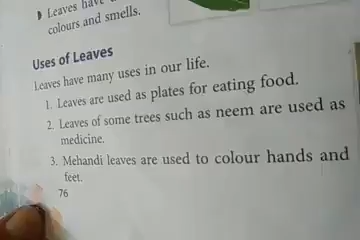 Leaves have
colours and smells.
Uses of Leaves
Leaves have many uses in our life.
1. Leaves are used as plates for eating food.
2. Leaves of some trees such as neem are used as
medicine.
3. Mehandi leaves are used to colour hands and
feet.
76